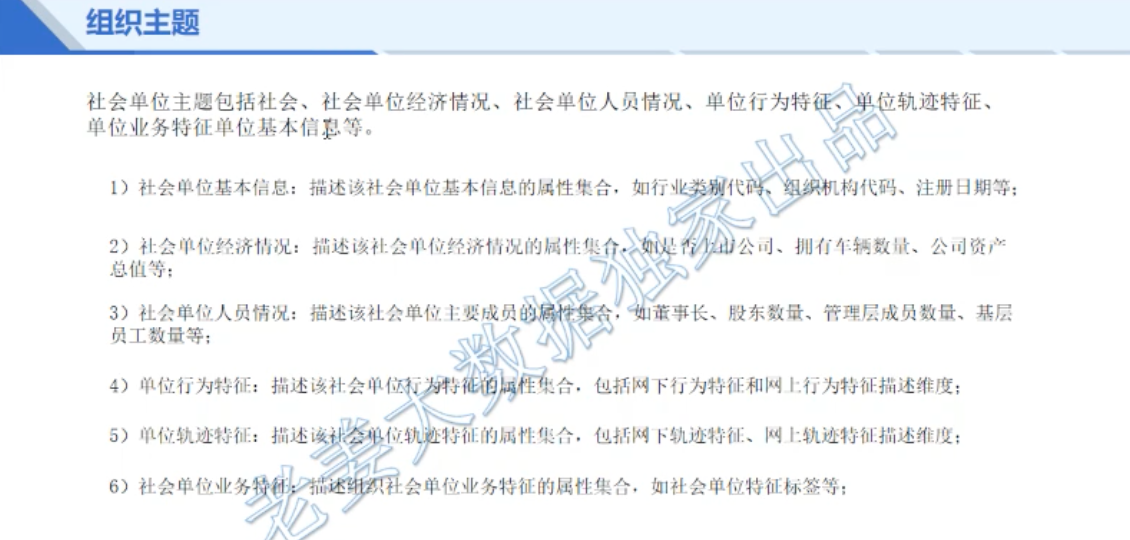 组织主题
社会单位主题包括社会、社会单位经济情况、社会单位人员情况、单位行为特征、单位轨迹特征、
单位业务特征单位基本信息等。
1）社会单位基本信息：描述该社会单位基本信息的属性集合，如行业类别代码、组织机构代码、注册日期等；
2）社会单位经济情况：描述该社会单位经济情况的属性集合，如是否上市公司、拥有车辆数量、公司资产
总值等；
3）社会单位人员情况：描述该社会单位主要成员的属性集合，如董事长、股东数量、管理层成员数量、基层
员工数量等；
4）单位行为特征：描述该社会单位行为特征的属性集合，包括网下行为特征和网上行为特征描述维度；
5）单位轨迹特征：描述该社会单位轨迹特征的属性集合，包括网下轨迹特征、网上轨迹特征描述维度；
6）社会单位业务特征：描述组织社会单位业务特征的属性集合，如社会单位特征标签等；
老姜大数据独家出品